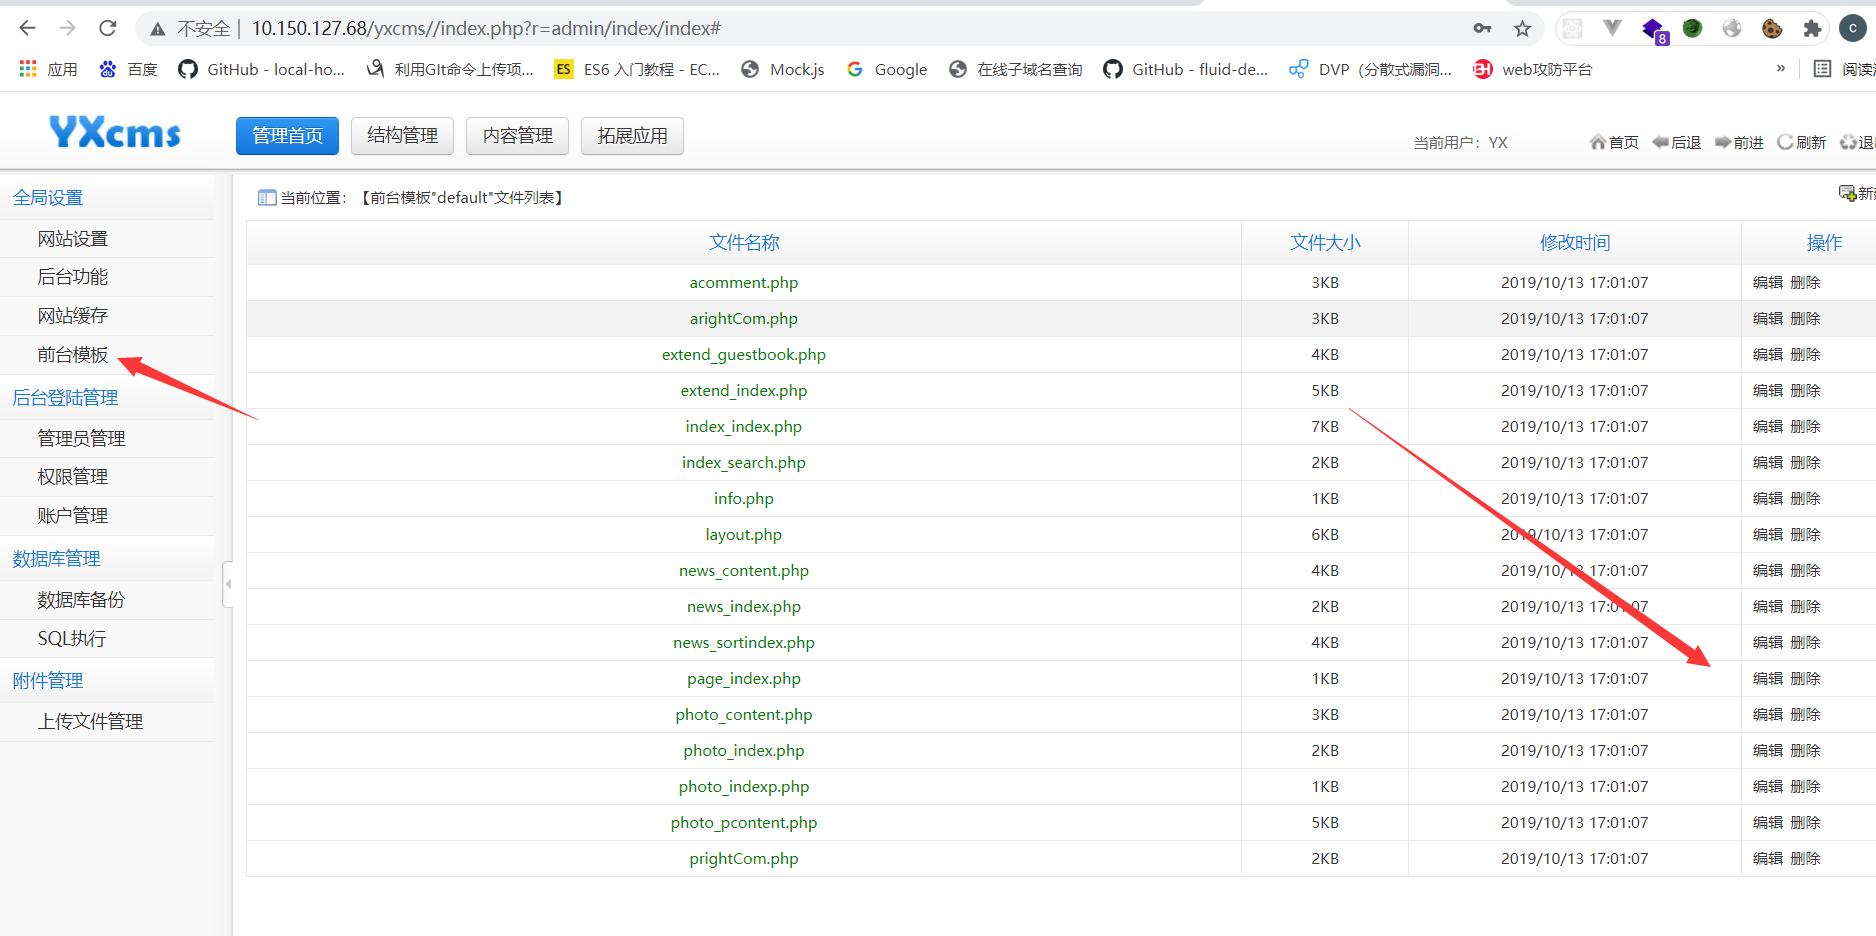 不安全 | 10.150.127.68/yxcms//index.php?r=admin/index/index#
8
C
应用 百度 GitHub - local-ho... 利用GIt命令上传项... ES ES6 入门教程 - EC... Mock.js Google 在线子域名查询 GitHub - fluid-de... DVP（分散式漏洞... web攻防平台 »
YXcms 管理首页 结构管理 内容管理 拓展应用
当前用户：YX 首页 后退 前进 刷新
全局设置
网站设置
后台功能
网站缓存
前台模板
后台登陆管理
管理员管理
权限管理
账户管理
数据库管理
数据库备份
SQL执行
附件管理
上传文件管理
当前位置：【前台模板"default"文件列表】
文件名称 文件大小 修改时间 操作
acomment.php 3KB 2019/10/13 17:01:07 编辑 删除
arightCom.php 3KB 2019/10/13 17:01:07 编辑 删除
extend_guestbook.php 4KB 2019/10/13 17:01:07 编辑 删除
extend_index.php 5KB 2019/10/13 17:01:07 编辑 删除
index_index.php 7KB 2019/10/13 17:01:07 编辑 删除
index_search.php 2KB 2019/10/13 17:01:07 编辑 删除
info.php 1KB 2019/10/13 17:01:07 编辑 删除
layout.php 6KB 2019/10/13 17:01:07 编辑 删除
news_content.php 4KB 2019/10/13 17:01:07 编辑 删除
news_index.php 2KB 2019/10/13 17:01:07 编辑 删除
news_sortindex.php 4KB 2019/10/13 17:01:07 编辑 删除
page_index.php 1KB 2019/10/13 17:01:07 编辑 删除
photo_content.php 3KB 2019/10/13 17:01:07 编辑 删除
photo_index.php 2KB 2019/10/13 17:01:07 编辑 删除
photo_indexp.php 1KB 2019/10/13 17:01:07 编辑 删除
photo_pcontent.php 5KB 2019/10/13 17:01:07 编辑 删除
prightCom.php 2KB 2019/10/13 17:01:07 编辑 删除